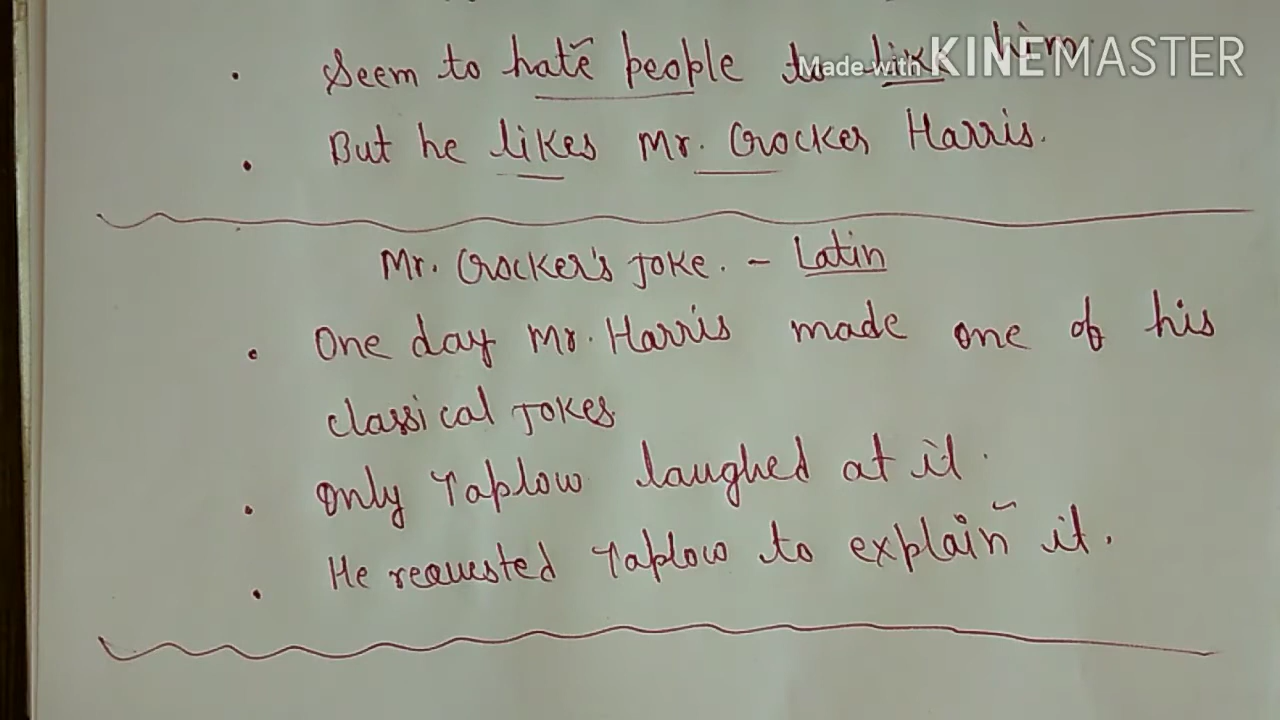 Seem to hate people to like him.
Made with KINEMASTER
But he likes Mr. Crocker Harris.
Mr. Crocker's Joke. - Latin
One day Mr. Harris made one of his
classical Jokes
Only Taplow laughed at it.
He requested Taplow to explain it.